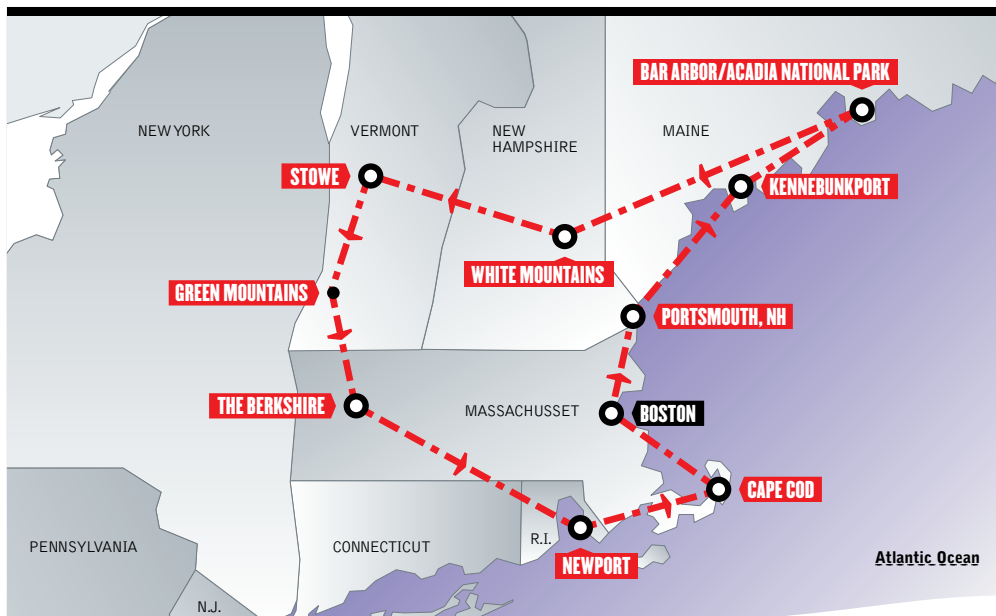 BAR ARBOR/ACADIA NATIONAL PARK
NEW YORK
VERMONT
NEW
HAMPSHIRE
MAINE
STOWE
KENNEBUNKPORT
WHITE MOUNTAINS
GREEN MOUNTAINS
PORTSMOUTH, NH
THE BERKSHIRE
MASSACHUSSET
BOSTON
CAPE COD
PENNSYLVANIA
CONNECTICUT
R.I.
NEWPORT
Atlantic Ocean
N.J.